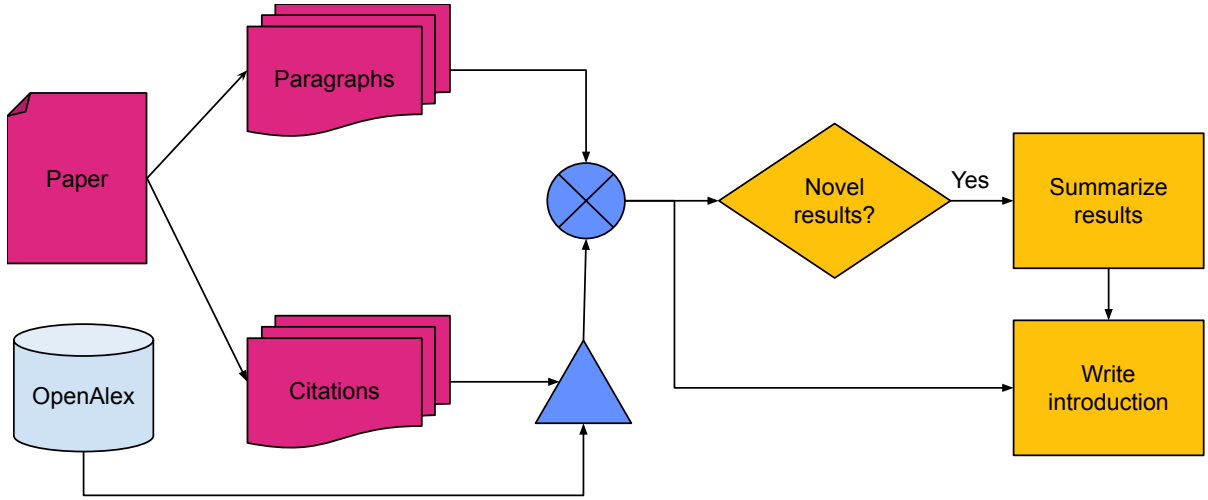 Paragraphs
Paper
Novel
results?
Yes
Summarize
results
OpenAlex
Citations
Write
introduction